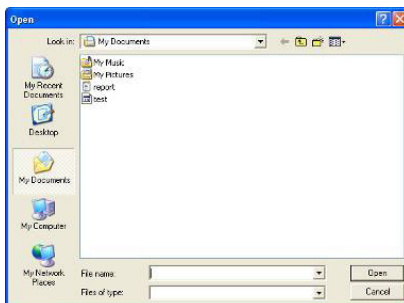 Open
Look in: My Documents
My Music
My Pictures
report
test
My Recent
Documents
Desktop
My Documents
My Computer
My Network
Places
File name:
Open
Files of type:
Cancel